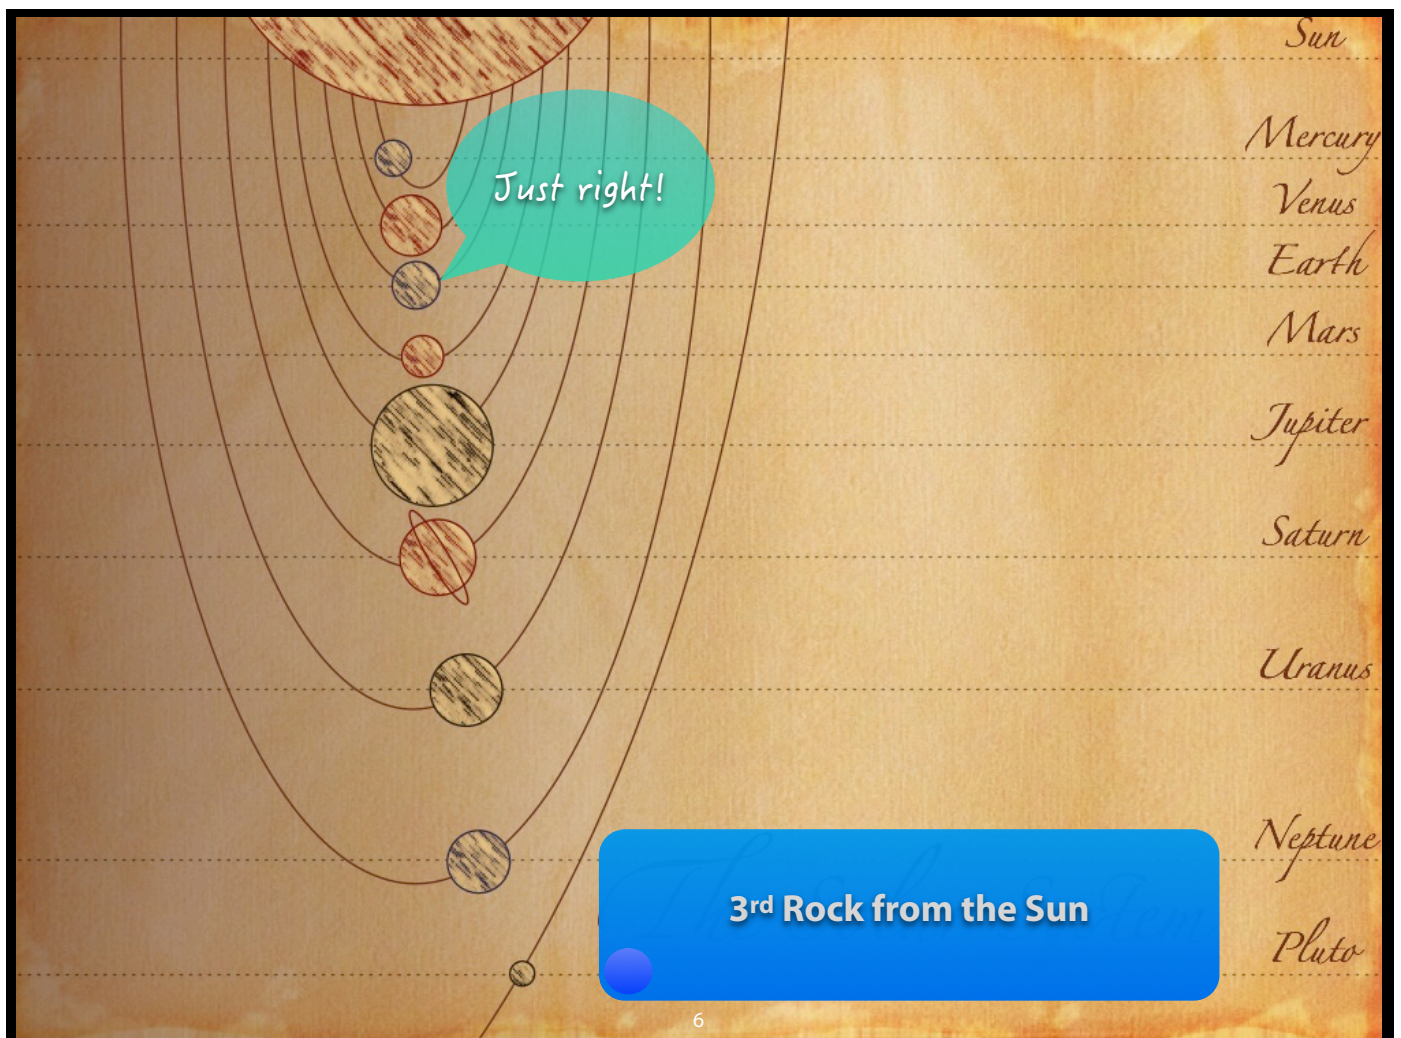 Sun
Mercury
Just right!
Venus
Earth
Mars
Jupiter
Saturn
Uranus
Neptune
3rd Rock from the Sun
Pluto
6